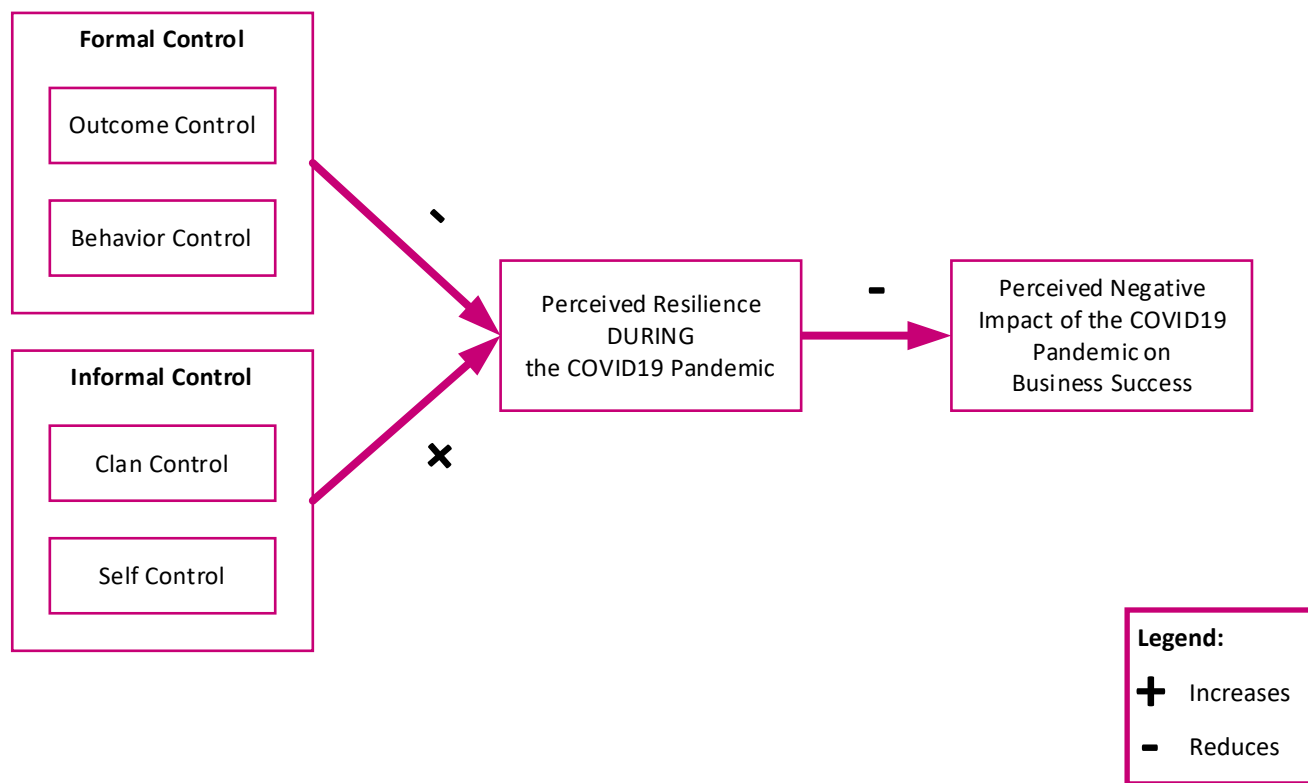 Formal Control
Outcome Control
Behavior Control
-
Informal Control
Clan Control
Self Control
+
Perceived Resilience
DURING
the COVID19 Pandemic
-
Perceived Negative
Impact of the COVID19
Pandemic on
Business Success
Legend:
+ Increases
- Reduces